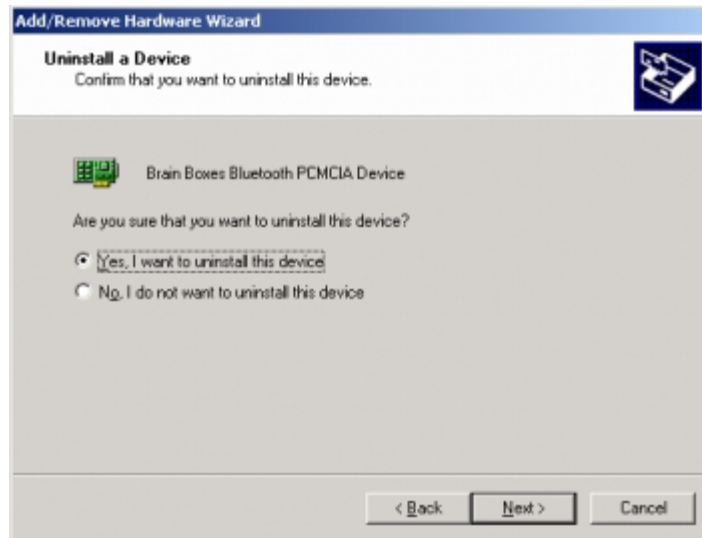 Add/Remove Hardware Wizard
Uninstall a Device
Confirm that you want to uninstall this device.
Brain Boxes Bluetooth PCMCIA Device
Are you sure that you want to uninstall this device?
Yes, I want to uninstall this device
No, I do not want to uninstall this device
< Back Next > Cancel